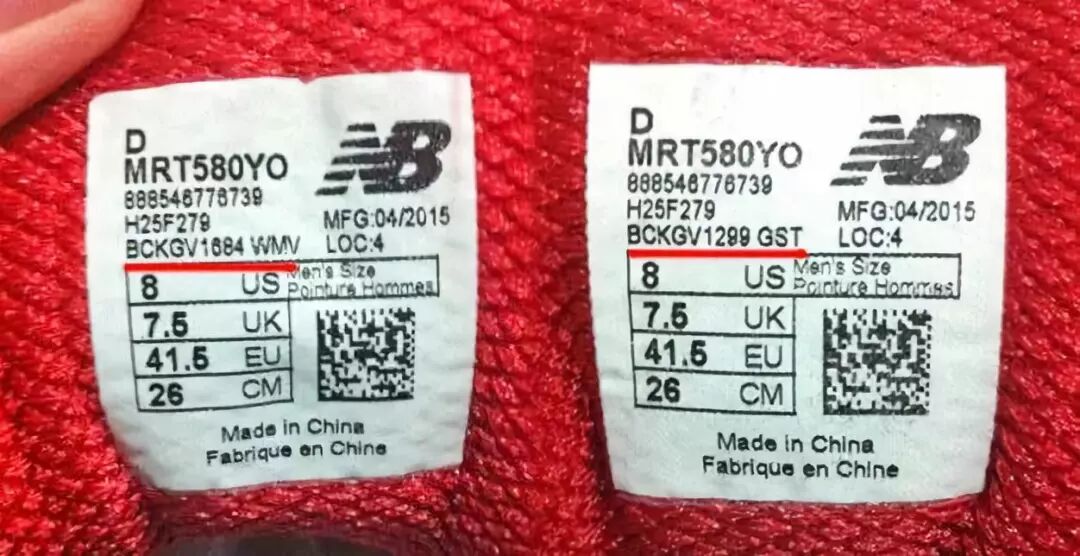 D
MRT580YO
888546776739
H25F279
MFG:04/2015
BCKGV1684 WMV
LOC:4
8 US
Men's Size
Pointure Hommes
7.5 UK
41.5 EU
26 CM
Made in China
Fabrique en Chine
NB
D
MRT580YO
888546776739
H25F279
MFG:04/2015
BCKGV1299 GST
LOC:4
8 US
Men's Size
Pointure Hommes
7.5 UK
41.5 EU
26 CM
Made in China
Fabrique en Chine
NB